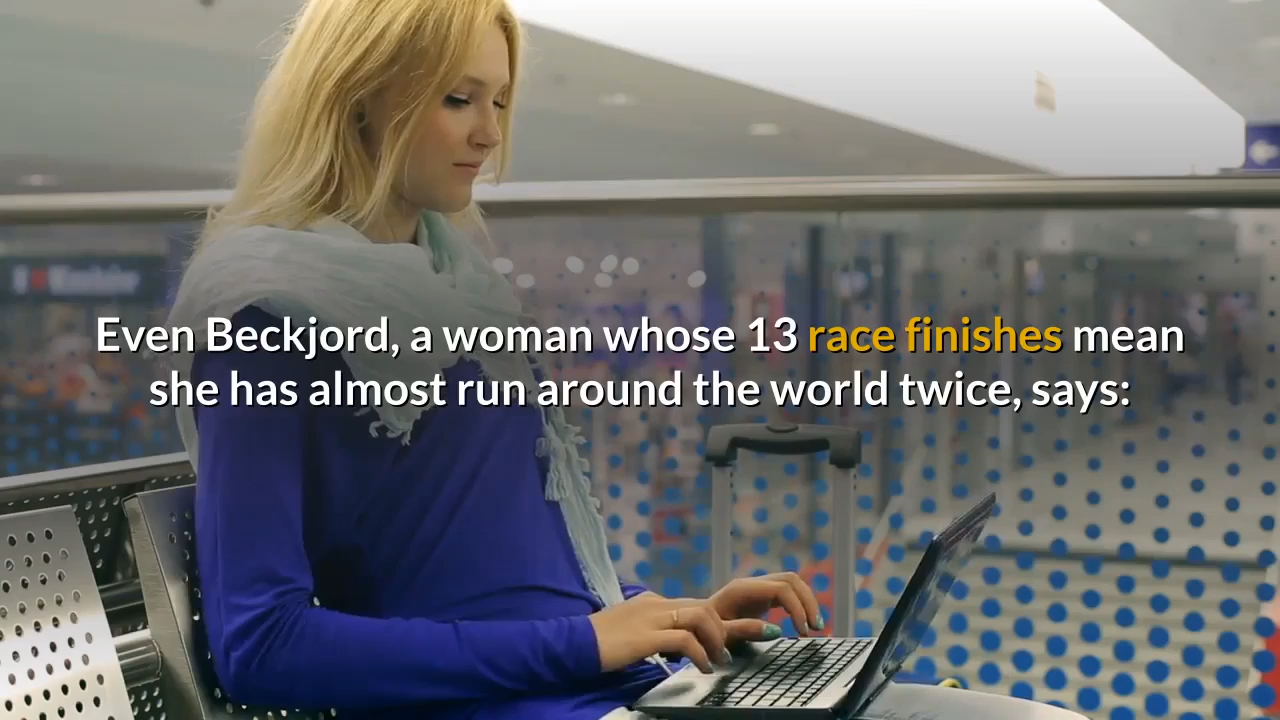 Even Beckjord, a woman whose 13 race finishes mean
she has almost run around the world twice, says: